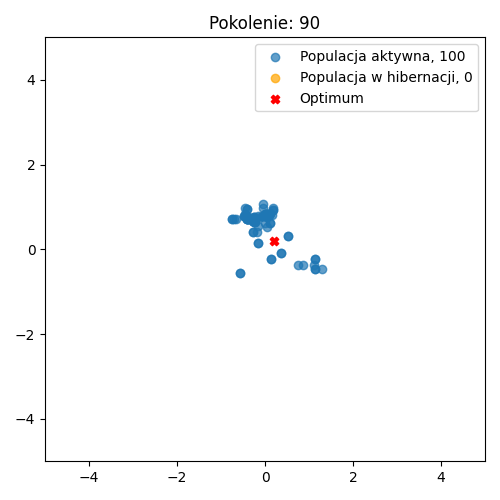 Pokolenie: 90
Populacja aktywna, 100
Populacja w hibernacji, 0
Optimum
4
2
0
−2
−4
−4 −2 0 2 4